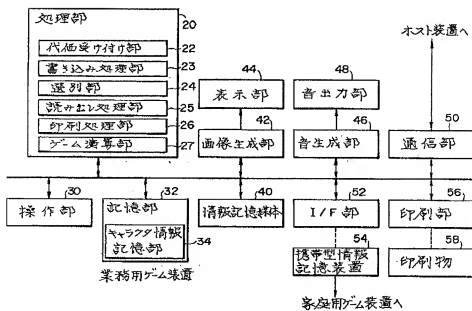 処理部
20
代価受け付け部
22
書き込み処理部
23
選別部
24
読み出し処理部
25
印刷処理部
26
ゲーム演算部
27
44
表示部
48
音出力部
ホスト装置へ
42
画像生成部
46
音生成部
50
通信部
30
操作部
32
記憶部
キャラクタ情報
記憶部
34
業務用ゲーム装置
40
情報記憶媒体
52
I/F部
54
携帯型情報
記憶装置
家庭用ゲーム装置へ
56
印刷部
58
印刷物